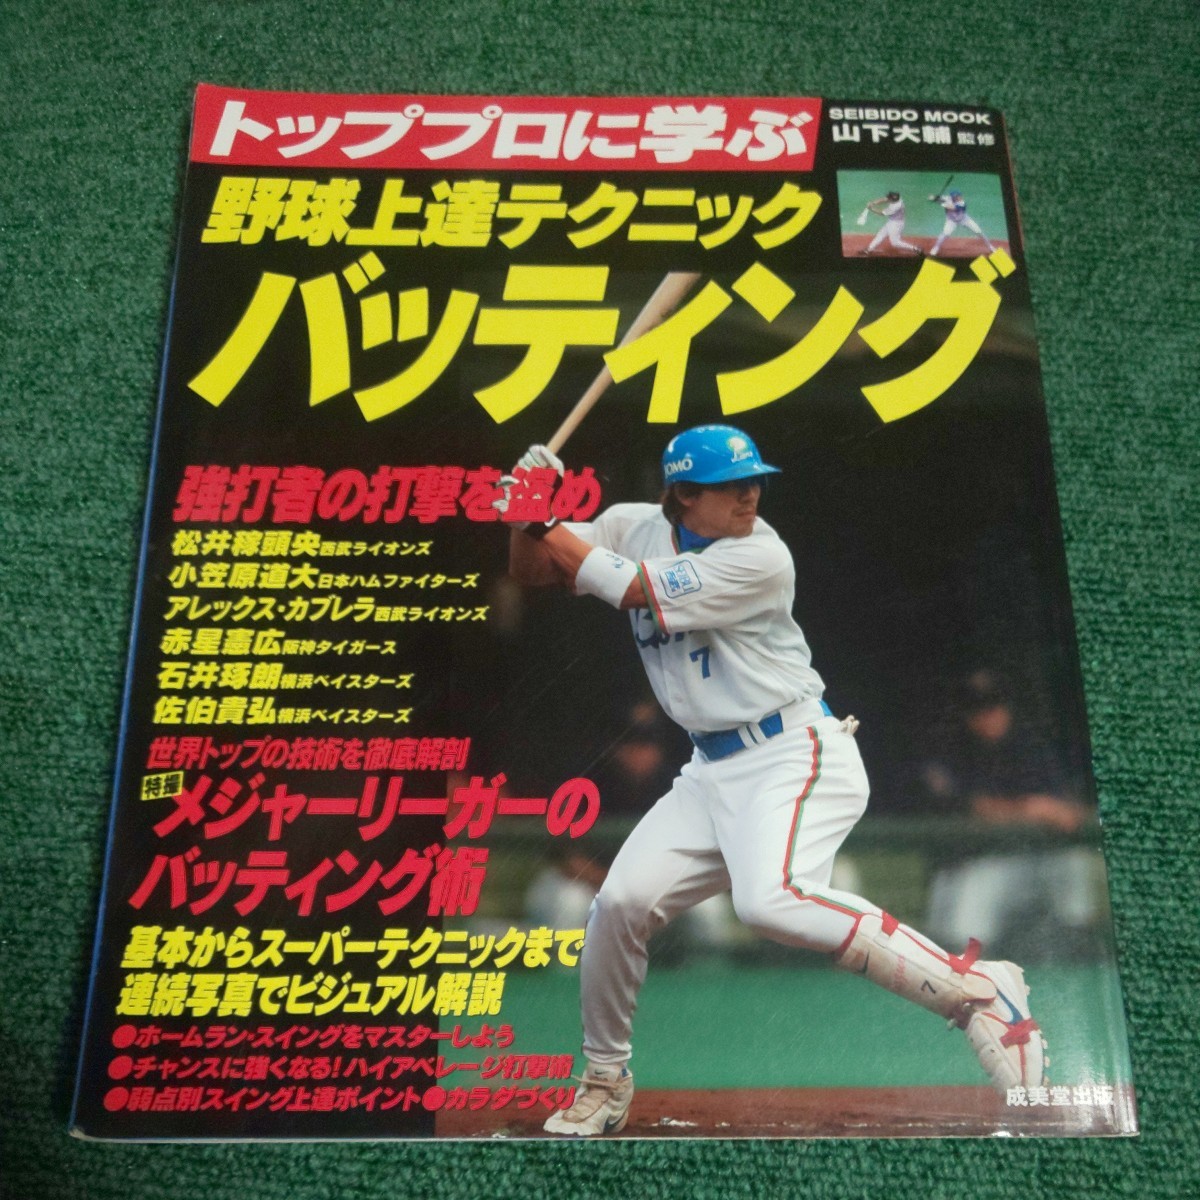 トッププロに学ぶ
SEIBIDO MOOK
山下大輔 監修
野球上達テクニック
バッティング
強打者の打撃を盗め
松井稼頭央 西武ライオンズ
小笠原道大 日本ハムファイターズ
アレックス・カブレラ 西武ライオンズ
赤星憲広 阪神タイガース
石井琢朗 横浜ベイスターズ
佐伯貴弘 横浜ベイスターズ
世界トップの技術を徹底解剖
特撮 メジャーリーガーの
バッティング術
基本からスーパーテクニックまで
連続写真でビジュアル解説
●ホームラン・スイングをマスターしよう
●チャンスに強くなる!ハイアベレージ打撃術
●弱点別スイング上達ポイント●カラダづくり
7
7
成美堂出版